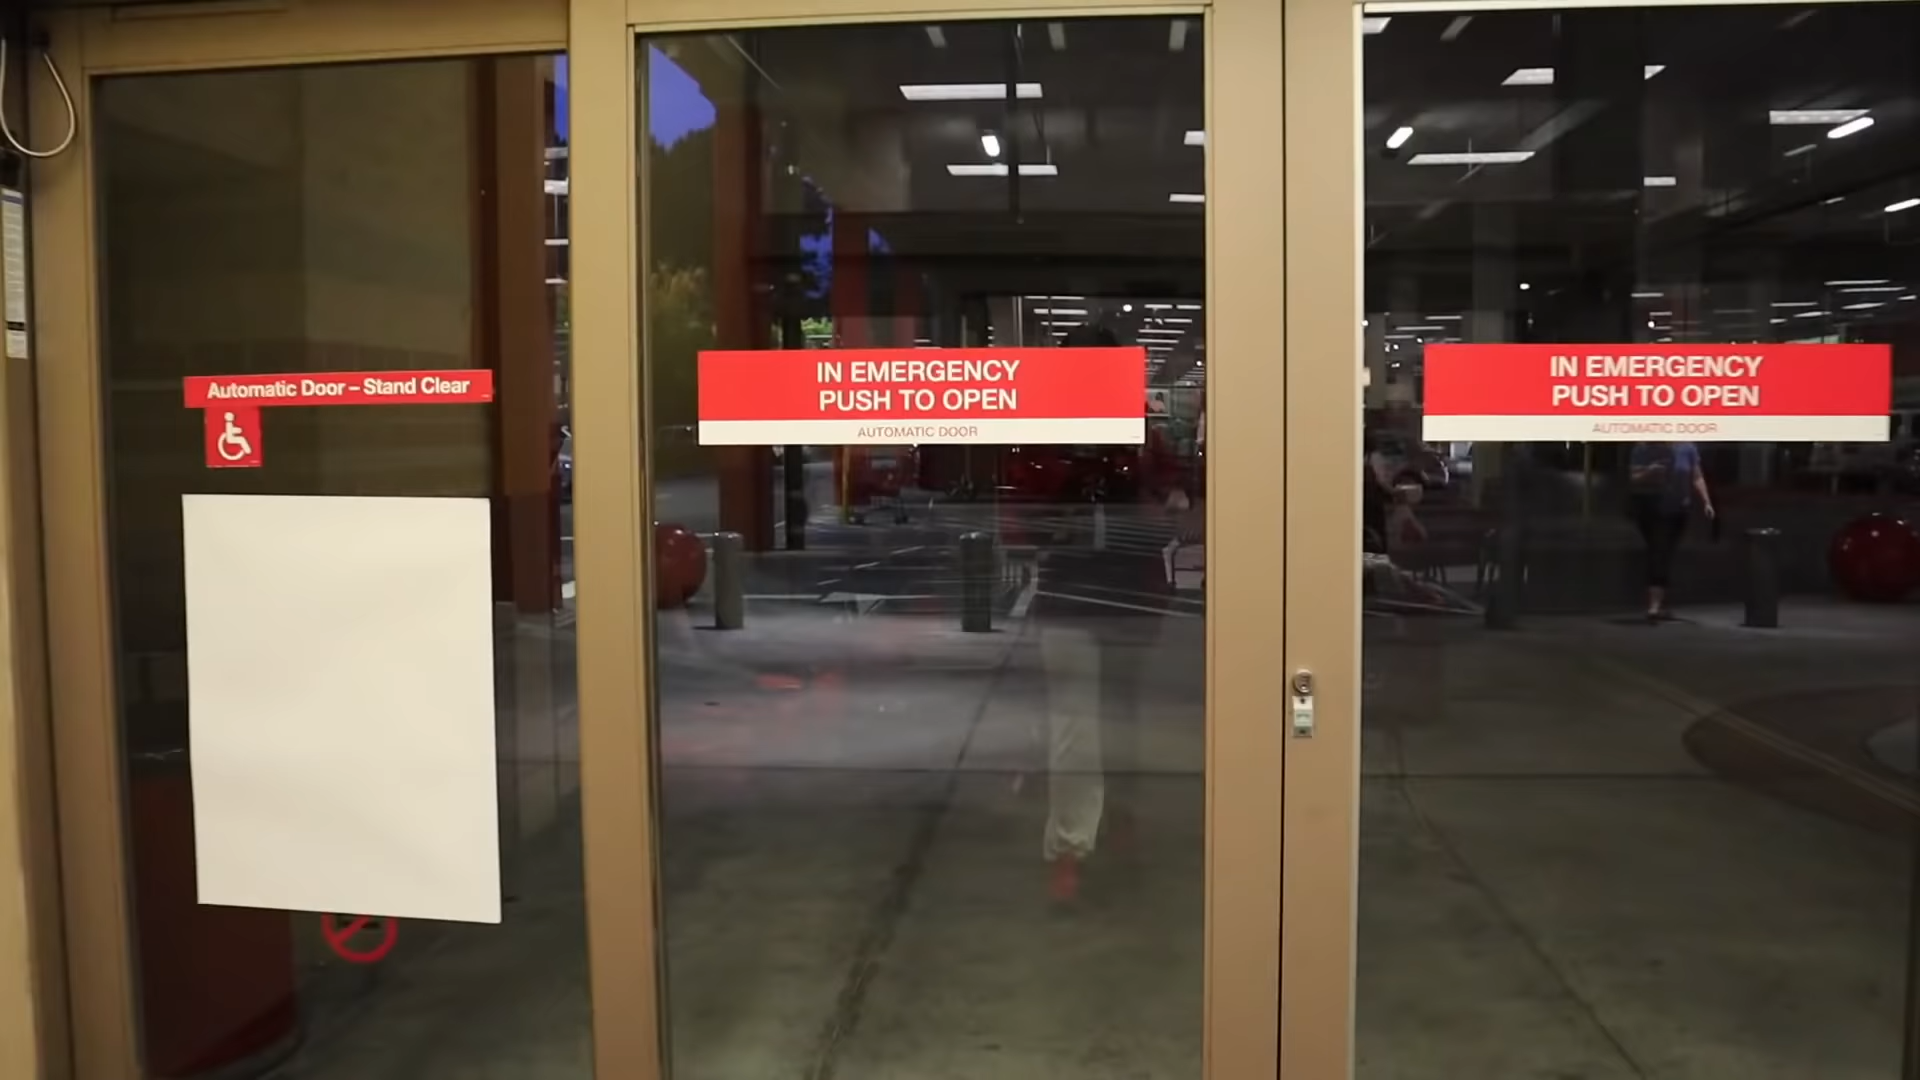 Automatic Door – Stand Clear
IN EMERGENCY
PUSH TO OPEN
AUTOMATIC DOOR
IN EMERGENCY
PUSH TO OPEN
AUTOMATIC DOOR